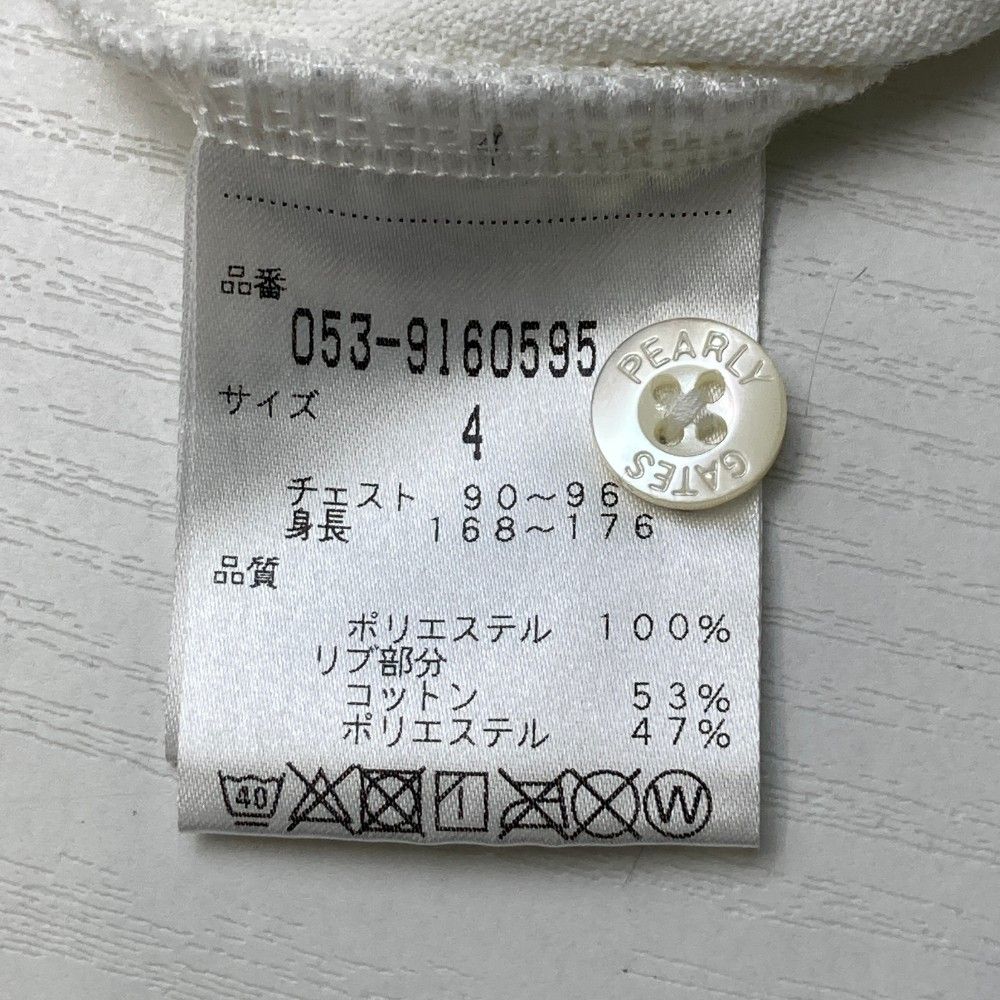 品番
053-9160595
サイズ
4
チェスト 90～96
身長 168～176
品質
ポリエステル 100%
リブ部分
コットン 53%
ポリエステル 47%
40
W
PEARLY
GATES